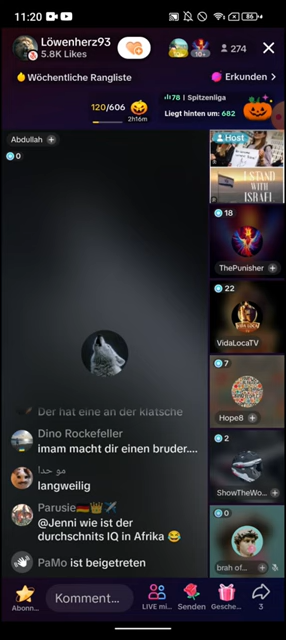 11:20
86
Löwenherz93
5.8K Likes
10+
274
Wöchentliche Rangliste
Erkunden >
120/606
2h16m
78 | Spitzenliga
Liegt hinten um: 682
Abdullah +
0
Host
I STAND
WITH
ISRAEL
18
ThePunisher +
22
VidaLocaTV
7
Hope8 +
2
ShowTheWo... +
0
brah of... +
Der hat eine an der klatsche
Dino Rockefeller
imam macht dir einen bruder....
مو حدا
langweilig
Parusie🇩🇪👑✈️
@Jenni wie ist der
durchschnits IQ in Afrika 😂
PaMo ist beigetreten
Abonn...
Komment...
LIVE mi...
Senden
Gesche...
3